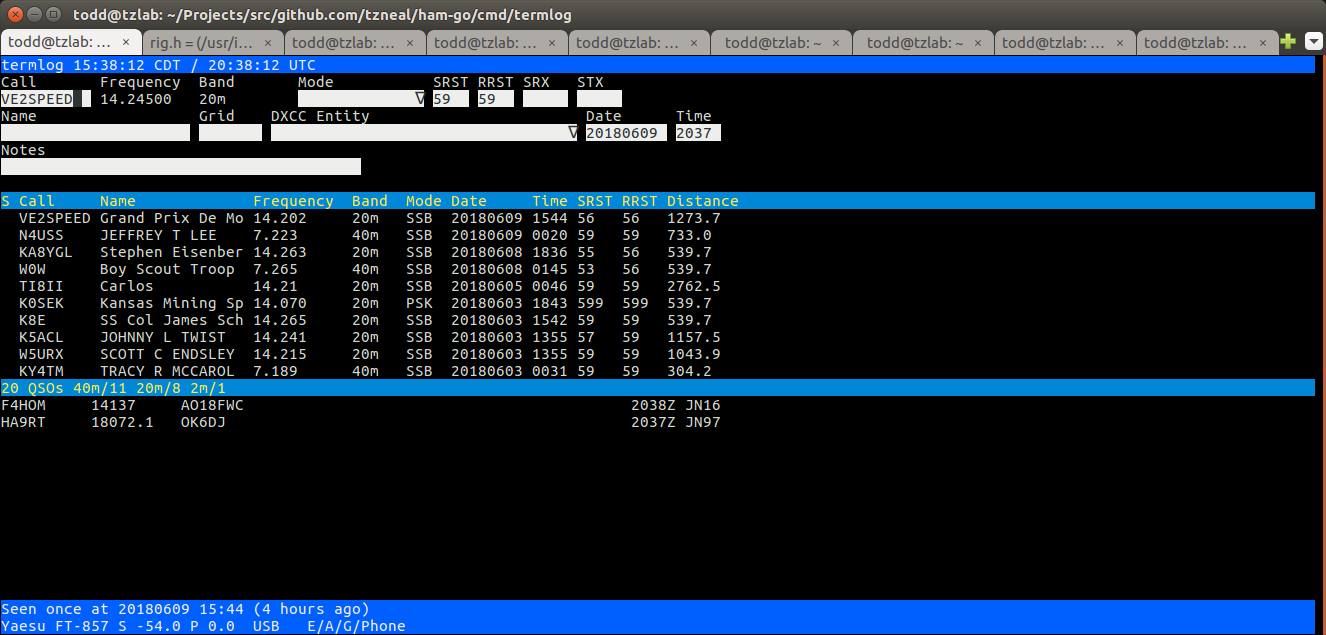 todd@tzlab: ~/Projects/src/github.com/tzneal/ham-go/cmd/termlog
todd@tzlab: ... × rig.h = (/usr/i... × todd@tzlab: ... × todd@tzlab: ... × todd@tzlab: ... × todd@tzlab: ~ × todd@tzlab: ~ × todd@tzlab: ... × todd@tzlab: ... ×
termlog 15:38:12 CDT / 20:38:12 UTC
Call Frequency Band Mode SRST RRST SRX STX
VE2SPEED 14.24500 20m ∇ 59 59
Name Grid DXCC Entity Date Time
∇ 20180609 2037
Notes
S Call Name Frequency Band Mode Date Time SRST RRST Distance
VE2SPEED Grand Prix De Mo 14.202 20m SSB 20180609 1544 56 56 1273.7
N4USS JEFFREY T LEE 7.223 40m SSB 20180609 0020 59 59 733.0
KA8YGL Stephen Eisenber 14.263 20m SSB 20180608 1836 55 56 539.7
W0W Boy Scout Troop 7.265 40m SSB 20180608 0145 53 56 539.7
TI8II Carlos 14.21 20m SSB 20180605 0046 59 59 2762.5
K0SEK Kansas Mining Sp 14.070 20m PSK 20180603 1843 599 599 539.7
K8E SS Col James Sch 14.265 20m SSB 20180603 1542 59 59 539.7
K5ACL JOHNNY L TWIST 14.241 20m SSB 20180603 1355 57 59 1157.5
W5URX SCOTT C ENDSLEY 14.215 20m SSB 20180603 1355 59 59 1043.9
KY4TM TRACY R MCCAROL 7.189 40m SSB 20180603 0031 59 59 304.2
20 QSOs 40m/11 20m/8 2m/1
F4HOM 14137 AO18FWC 2038Z JN16
HA9RT 18072.1 OK6DJ 2037Z JN97
Seen once at 20180609 15:44 (4 hours ago)
Yaesu FT-857 S -54.0 P 0.0 USB E/A/G/Phone